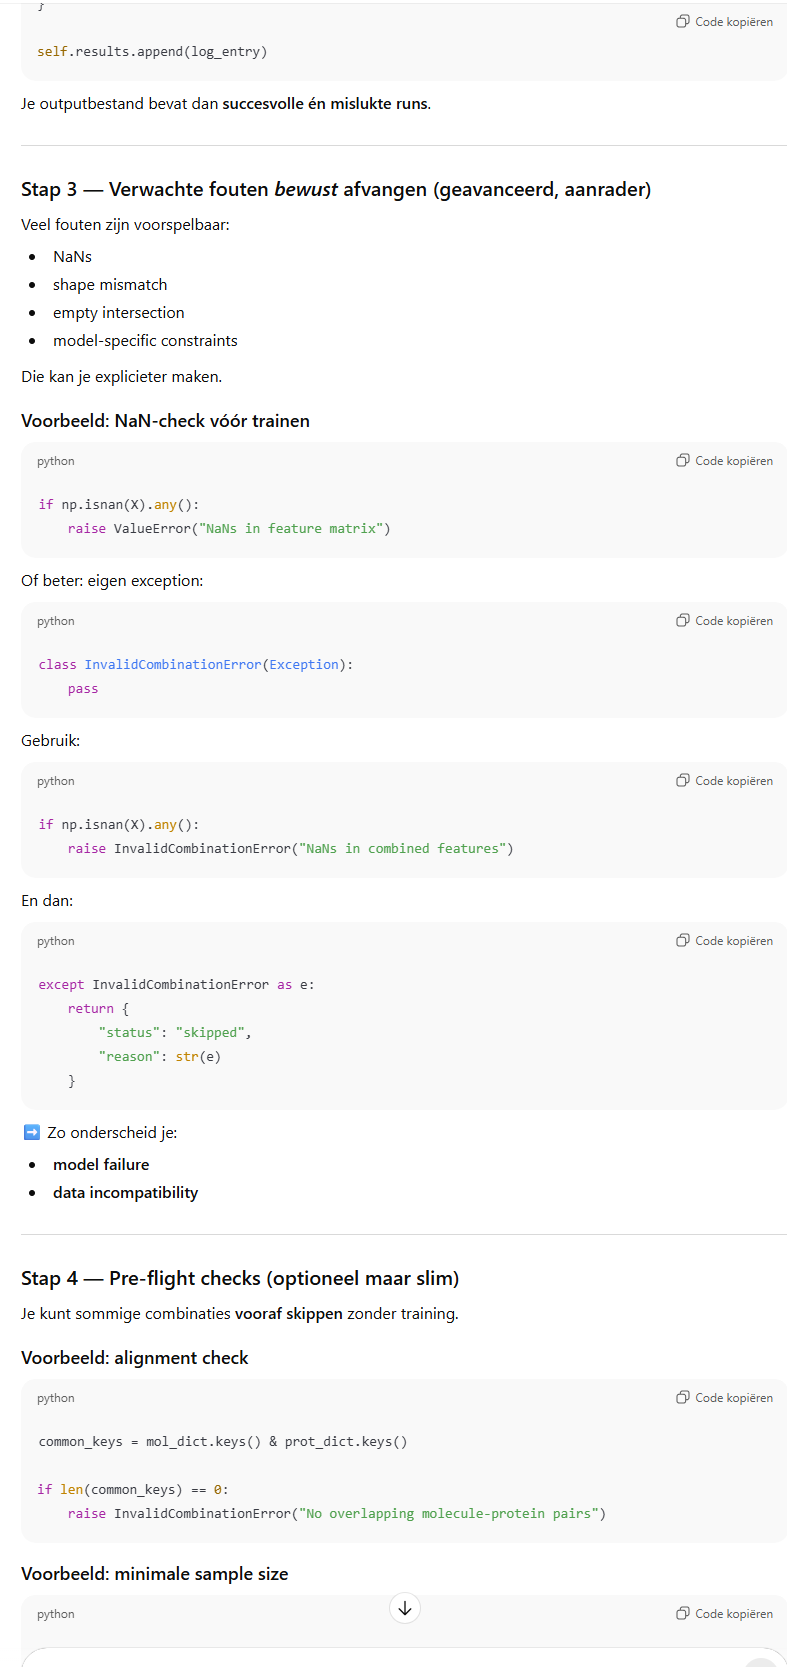 }
Code kopiëren
self.results.append(log_entry)
Je outputbestand bevat dan succesvolle én mislukte runs.
Stap 3 — Verwachte fouten bewust afvangen (geavanceerd, aanrader)
Veel fouten zijn voorspelbaar:
• NaNs
• shape mismatch
• empty intersection
• model-specific constraints
Die kan je explicieter maken.
Voorbeeld: NaN-check vóór trainen
python Code kopiëren
if np.isnan(X).any():
    raise ValueError("NaNs in feature matrix")
Of beter: eigen exception:
python Code kopiëren
class InvalidCombinationError(Exception):
    pass
Gebruik:
python Code kopiëren
if np.isnan(X).any():
    raise InvalidCombinationError("NaNs in combined features")
En dan:
python Code kopiëren
except InvalidCombinationError as e:
    return {
        "status": "skipped",
        "reason": str(e)
    }
➡️ Zo onderscheid je:
• model failure
• data incompatibility
Stap 4 — Pre-flight checks (optioneel maar slim)
Je kunt sommige combinaties vooraf skippen zonder training.
Voorbeeld: alignment check
python Code kopiëren
common_keys = mol_dict.keys() & prot_dict.keys()
if len(common_keys) == 0:
    raise InvalidCombinationError("No overlapping molecule-protein pairs")
Voorbeeld: minimale sample size
python Code kopiëren